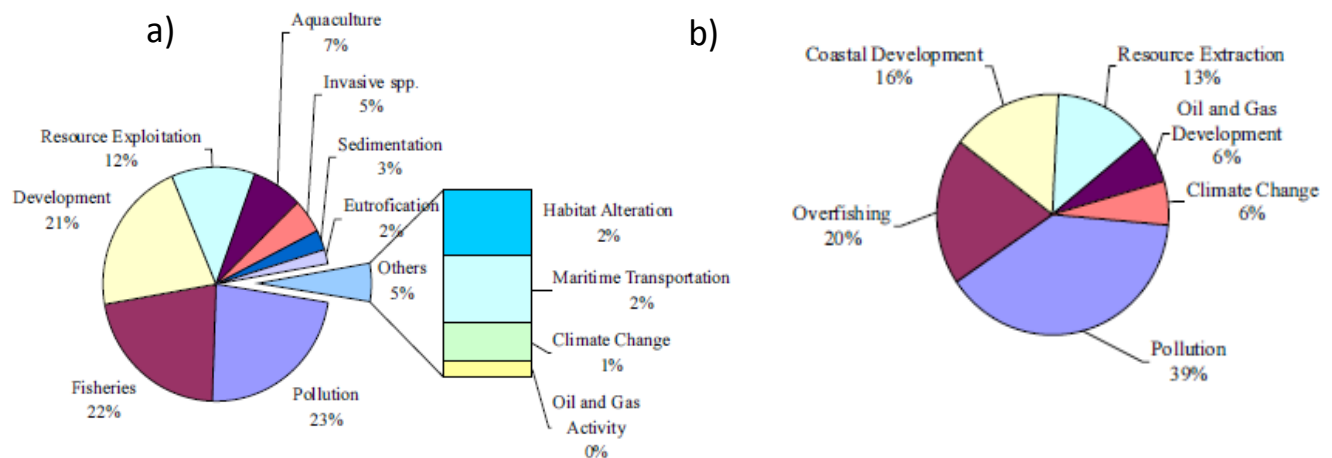 a)
Aquaculture
7%
Invasive spp.
5%
Sedimentation
3%
Eutrofication
2%
Resource Exploitation
12%
Development
21%
Fisheries
22%
Pollution
23%
Others
5%
Habitat Alteration
2%
Maritime Transportation
2%
Climate Change
1%
Oil and Gas
Activity
0%
b)
Coastal Development
16%
Resource Extraction
13%
Oil and Gas
Development
6%
Climate Change
6%
Overfishing
20%
Pollution
39%